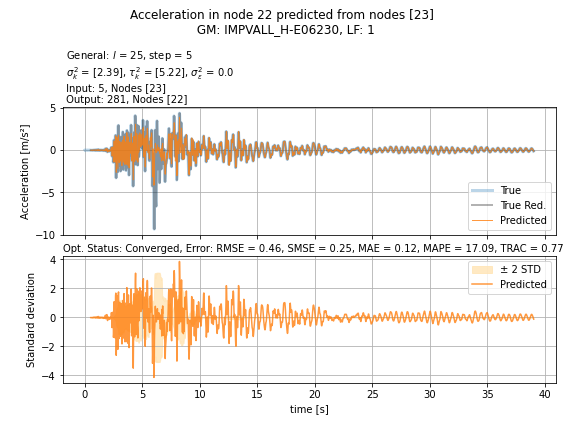 Acceleration in node 22 predicted from nodes [23]
GM: IMPVALL_H-E06230, LF: 1
General: l = 25, step = 5
σ²ₖ = [2.39], τ²ₖ = [5.22], σ²ε = 0.0
Input: 5, Nodes [23]
Output: 281, Nodes [22]
Acceleration [m/s²]
5
0
−5
−10
True
True Red.
Predicted
Opt. Status: Converged, Error: RMSE = 0.46, SMSE = 0.25, MAE = 0.12, MAPE = 17.09, TRAC = 0.77
Standard deviation
4
2
0
−2
−4
± 2 STD
Predicted
0 5 10 15 20 25 30 35 40
time [s]